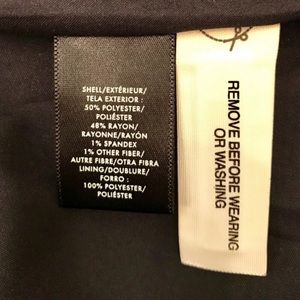 SHELL/EXTÉRIEUR/
TELA EXTERIOR :
50% POLYESTER/
POLIÉSTER
48% RAYON/
RAYONNE/RAYÓN
1% SPANDEX
1% OTHER FIBER/
AUTRE FIBRE/OTRA FIBRA
LINING/DOUBLURE/
FORRO :
100% POLYESTER/
POLIÉSTER
REMOVE BEFORE WEARING
OR WASHING